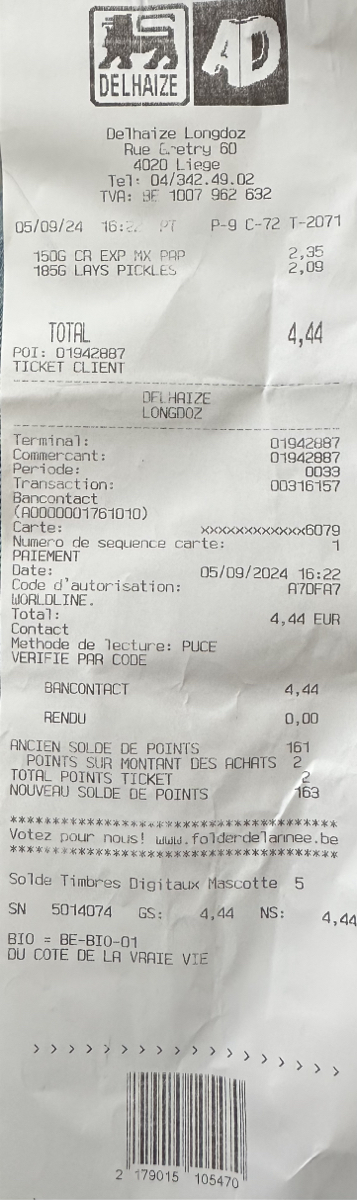 DELHAIZE
AD
Delhaize Longdoz
Rue Gretry 60
4020 Liege
Tel: 04/342.49.02
TVA: BE 1007 962 632
05/09/24 16:22 PT P-9 C-72 T-2071
150G CR EXP MX PAP 2,35
185G LAYS PICKLES 2,09
TOTAL 4,44
POI: 01942887
TICKET CLIENT
DELHAIZE
LONGDOZ
Terminal: 01942887
Commercant: 01942887
Periode: 0033
Transaction: 00316157
Bancontact
(A0000001761010)
Carte: xxxxxxxxxxxxx6079
Numero de sequence carte: 1
PAIEMENT
Date: 05/09/2024 16:22
Code d'autorisation: A70FA7
WORLDLINE.
Total: 4,44 EUR
Contact
Methode de lecture: PUCE
VERIFIE PAR CODE
BANCONTACT 4,44
RENDU 0,00
ANCIEN SOLDE DE POINTS 161
POINTS SUR MONTANT DES ACHATS 2
TOTAL POINTS TICKET 2
NOUVEAU SOLDE DE POINTS 163
****************************************
Votez pour nous! www.folderdelannee.be
****************************************
Solde Timbres Digitaux Mascotte 5
SN 5014074 GS: 4,44 NS: 4,44
BIO = BE-BIO-01
DU COTE DE LA VRAIE VIE
> > > > > > > > > > > > > > > > > > > >
2 179015 105470